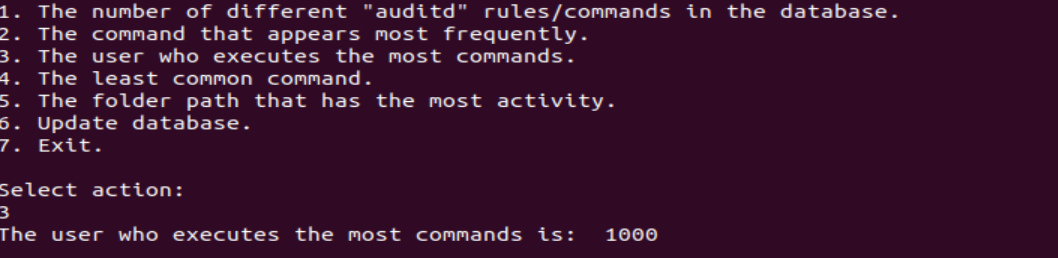 1. The number of different "auditd" rules/commands in the database.
2. The command that appears most frequently.
3. The user who executes the most commands.
4. The least common command.
5. The folder path that has the most activity.
6. Update database.
7. Exit.
Select action:
3
The user who executes the most commands is:  1000